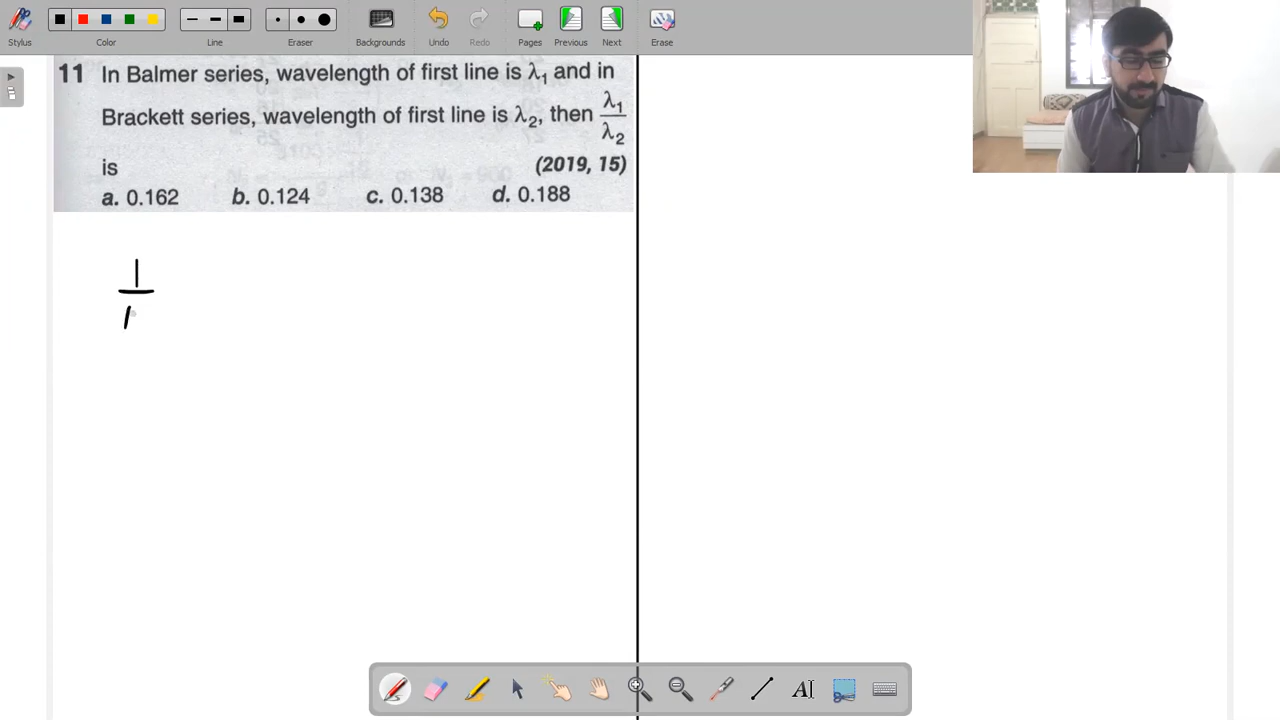 Stylus Color Line Eraser Backgrounds Undo Redo Pages Previous Next Erase
11 In Balmer series, wavelength of first line is λ₁ and in
Brackett series, wavelength of first line is λ₂, then λ₁/λ₂
is (2019, 15)
a. 0.162 b. 0.124 c. 0.138 d. 0.188
1